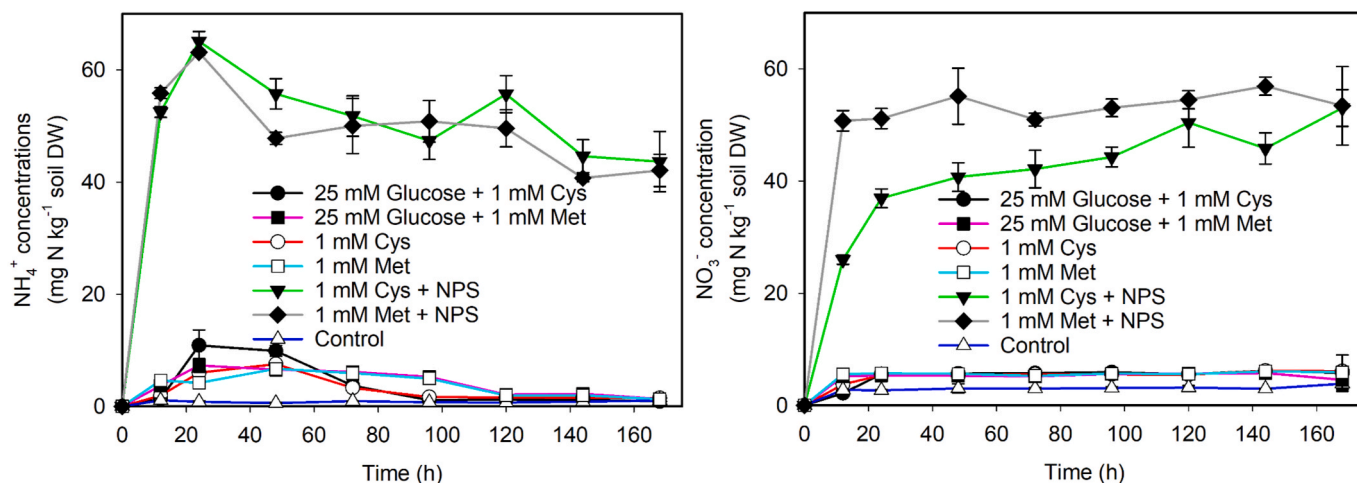 NH₄⁺ concentrations
(mg N kg⁻¹ soil DW)
60
40
20
0
25 mM Glucose + 1 mM Cys
25 mM Glucose + 1 mM Met
1 mM Cys
1 mM Met
1 mM Cys + NPS
1 mM Met + NPS
Control
0 20 40 60 80 100 120 140 160
Time (h)
NO₃⁻ concentration
(mg N kg⁻¹ soil DW)
60
40
20
0
25 mM Glucose + 1 mM Cys
25 mM Glucose + 1 mM Met
1 mM Cys
1 mM Met
1 mM Cys + NPS
1 mM Met + NPS
Control
0 20 40 60 80 100 120 140 160
Time (h)